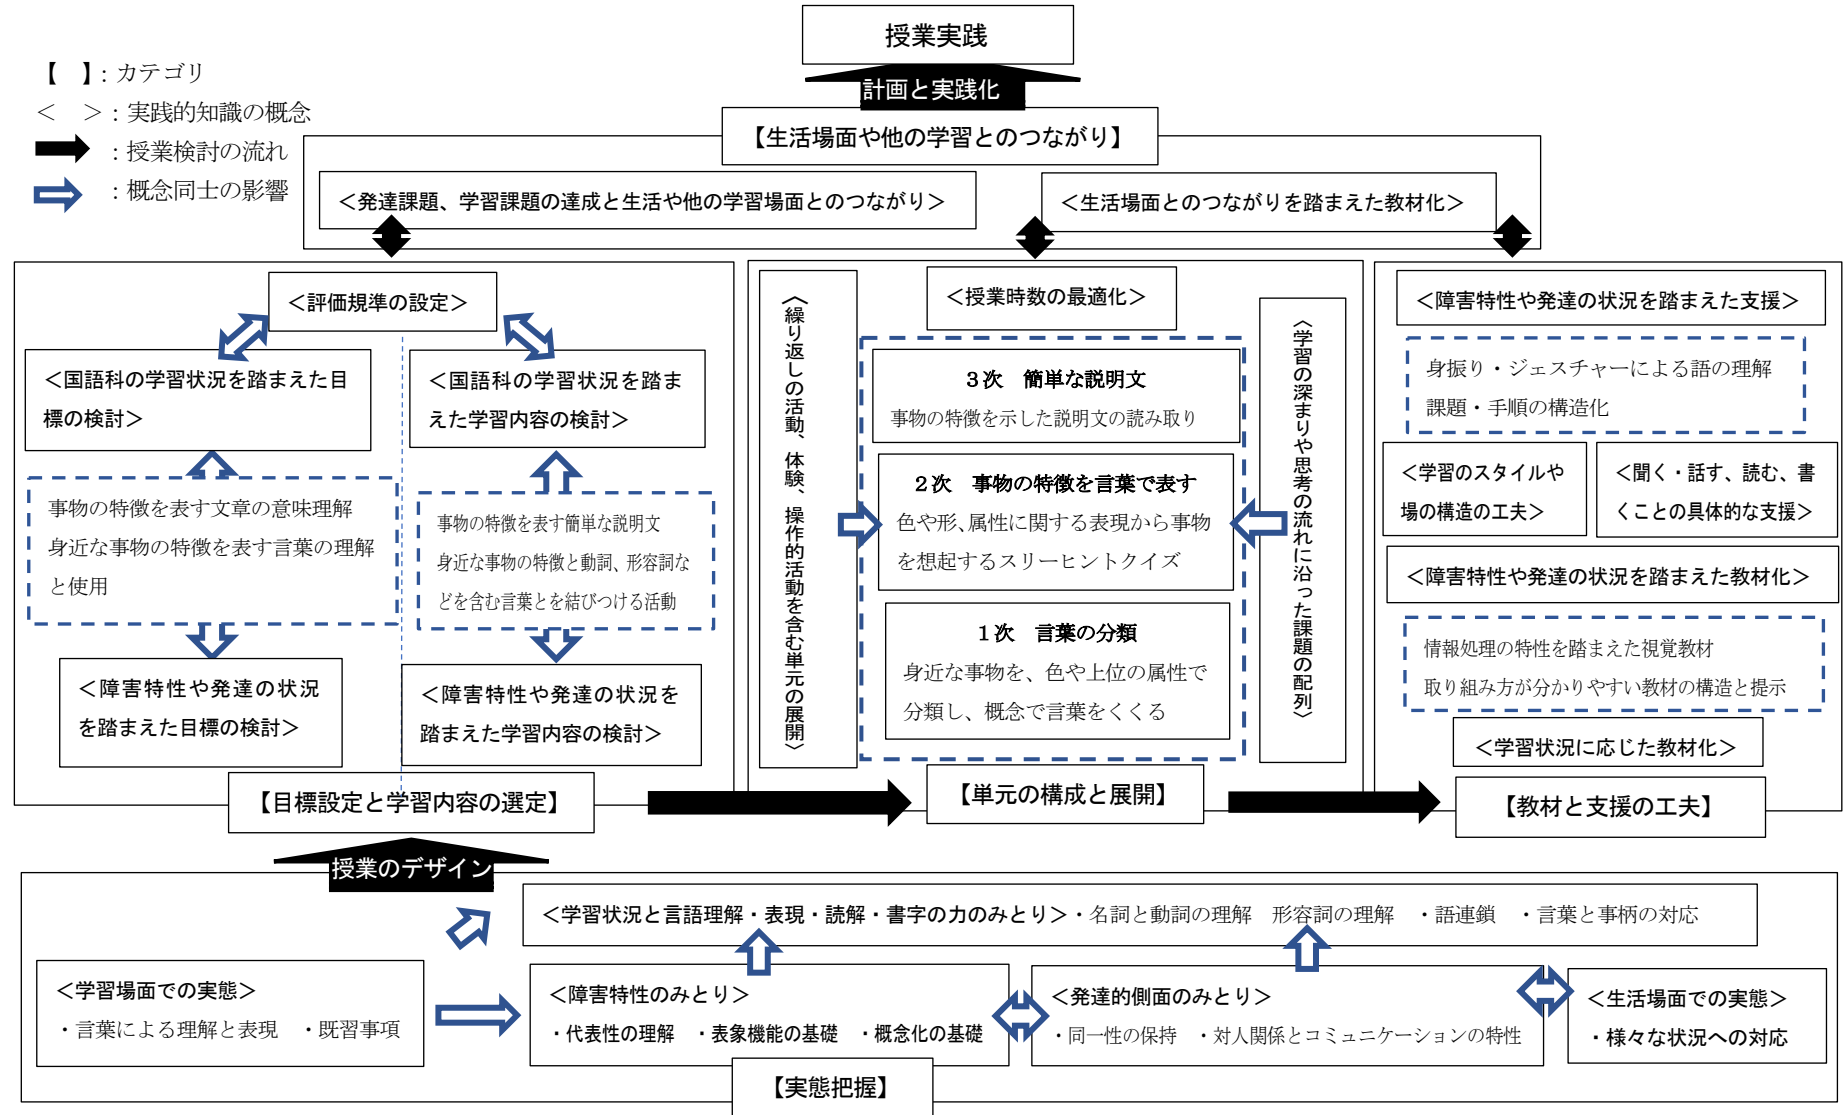 授業実践
計画と実践化
【　】：カテゴリ
＜　＞：実践的知識の概念
：授業検討の流れ
：概念同士の影響
【生活場面や他の学習とのつながり】
＜発達課題、学習課題の達成と生活や他の学習場面とのつながり＞
＜生活場面とのつながりを踏まえた教材化＞
＜評価規準の設定＞
＜国語科の学習状況を踏まえた目
標の検討＞
＜国語科の学習状況を踏ま
えた学習内容の検討＞
事物の特徴を表す文章の意味理解
身近な事物の特徴を表す言葉の理解
と使用
事物の特徴を表す簡単な説明文
身近な事物の特徴と動詞、形容詞な
どを含む言葉とを結びつける活動
＜障害特性や発達の状況
を踏まえた目標の検討＞
＜障害特性や発達の状況を
踏まえた学習内容の検討＞
【目標設定と学習内容の選定】
＜繰り返しの活動、体験、操作的活動を含む単元の展開＞
＜授業時数の最適化＞
３次　簡単な説明文
事物の特徴を示した説明文の読み取り
２次　事物の特徴を言葉で表す
色や形、属性に関する表現から事物
を想起するスリーヒントクイズ
１次　言葉の分類
身近な事物を、色や上位の属性で
分類し、概念で言葉をくくる
＜学習の深まりや思考の流れに沿った課題の配列＞
【単元の構成と展開】
＜障害特性や発達の状況を踏まえた支援＞
身振り・ジェスチャーによる語の理解
課題・手順の構造化
＜学習のスタイルや
場の構造の工夫＞
＜聞く・話す、読む、書
くことの具体的な支援＞
＜障害特性や発達の状況を踏まえた教材化＞
情報処理の特性を踏まえた視覚教材
取り組み方が分かりやすい教材の構造と提示
＜学習状況に応じた教材化＞
【教材と支援の工夫】
授業のデザイン
＜学習状況と言語理解・表現・読解・書字の力のみとり＞・名詞と動詞の理解　形容詞の理解　・語連鎖　・言葉と事柄の対応
＜学習場面での実態＞
・言葉による理解と表現　・既習事項
＜障害特性のみとり＞
・代表性の理解　・表象機能の基礎　・概念化の基礎
＜発達的側面のみとり＞
・同一性の保持　・対人関係とコミュニケーションの特性
＜生活場面での実態＞
・様々な状況への対応
【実態把握】